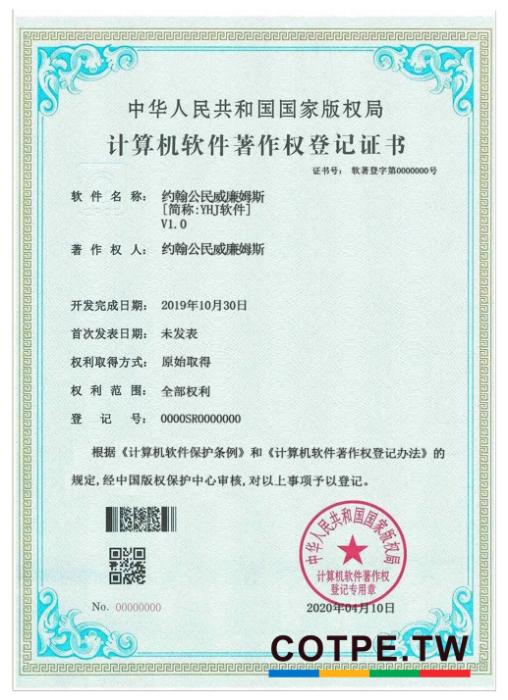 中华人民共和国国家版权局
计算机软件著作权登记证书
证书号： 软著登字第0000000号
软件名称： 约翰公民威廉姆斯
[简称:YHJ软件]
V1.0
著作权人： 约翰公民威廉姆斯
开发完成日期： 2019年10月30日
首次发表日期： 未发表
权利取得方式： 原始取得
权利范围： 全部权利
登记号： 0000SR0000000
根据《计算机软件保护条例》和《计算机软件著作权登记办法》的
规定,经中国版权保护中心审核,对以上事项予以登记。
中华人民共和国国家版权局
计算机软件著作权
登记专用章
No. 00000000
2020年04月10日
COTPE.TW